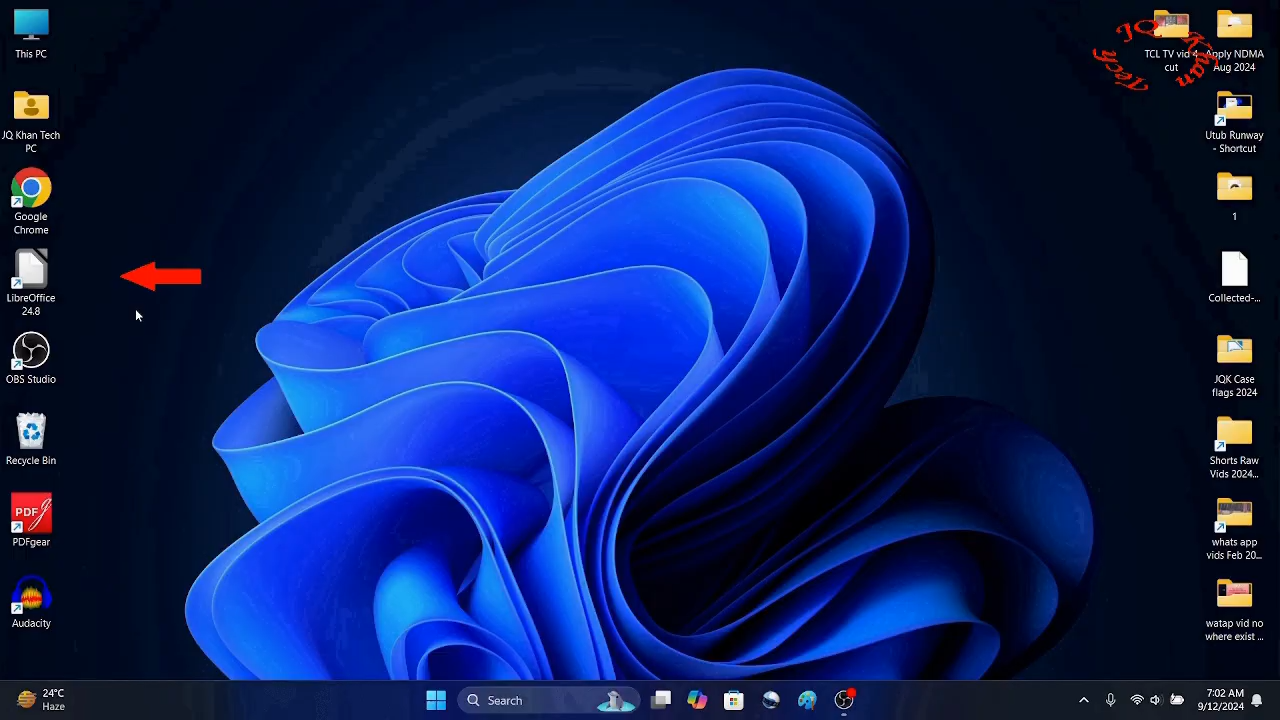 This PC
JQ Khan Tech
PC
Google
Chrome
LibreOffice
24.8
OBS Studio
Recycle Bin
PDF
PDFgear
Audacity
JQ Khan Tech
TCL TV vid 4
cut
Apply NDMA
Aug 2024
Utub Runway
- Shortcut
1
Collected-...
JQK Case
flags 2024
Shorts Raw
Vids 2024...
whats app
vids Feb 20...
watap vid no
where exist ...
24°C
Haze
Search
7:02 AM
9/12/2024